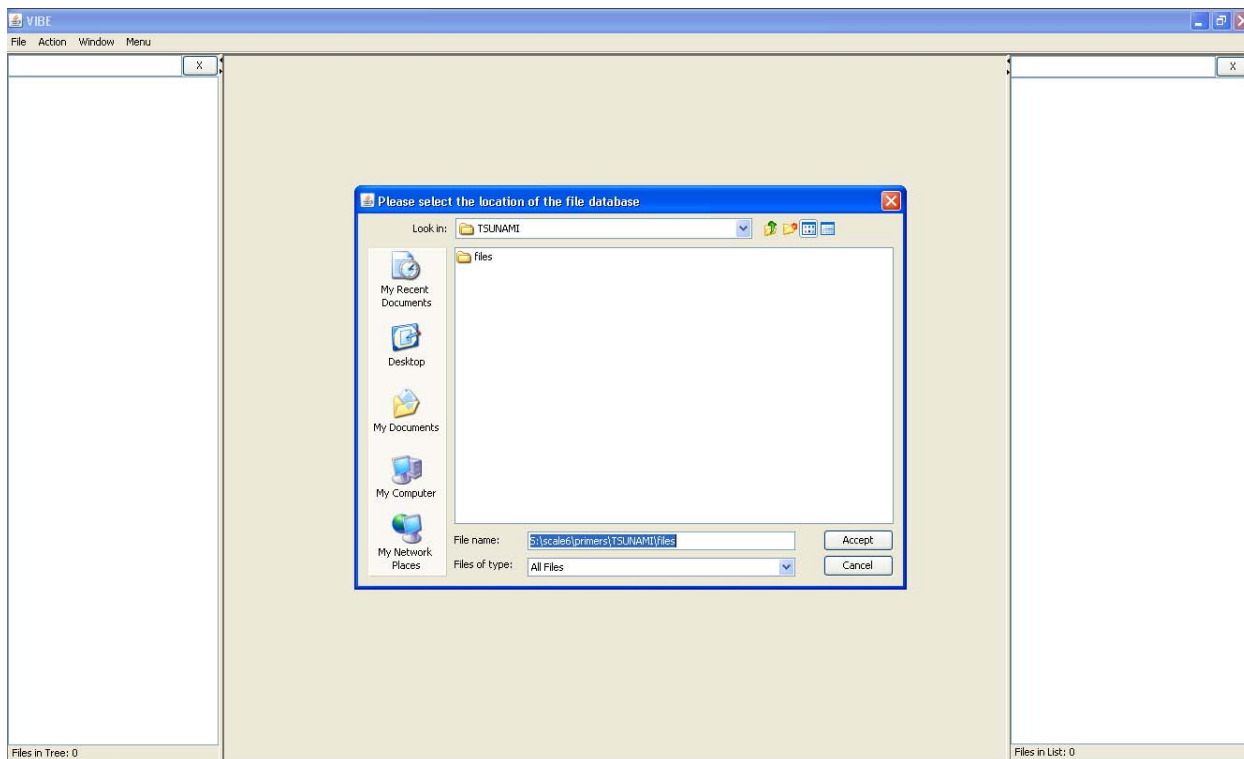 VIBE
File Action Window Menu
X
X
Please select the location of the file database
Look in: TSUNAMI
files
My Recent
Documents
Desktop
My Documents
My Computer
My Network
Places
File name: S:\scale6\primers\TSUNAMI\files
Accept
Files of type: All Files
Cancel
Files in Tree: 0
Files in List: 0